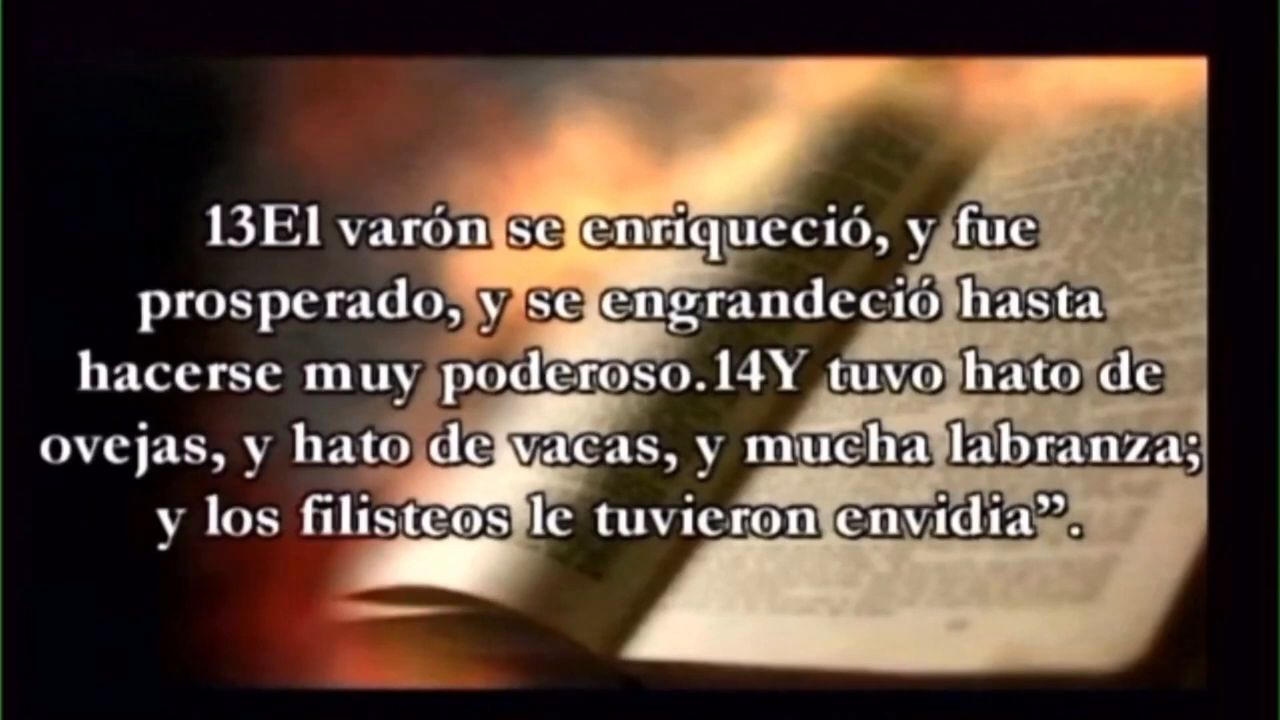 13El varón se enriqueció, y fue
prosperado, y se engrandeció hasta
hacerse muy poderoso.14Y tuvo hato de
ovejas, y hato de vacas, y mucha labranza;
y los filisteos le tuvieron envidia”.